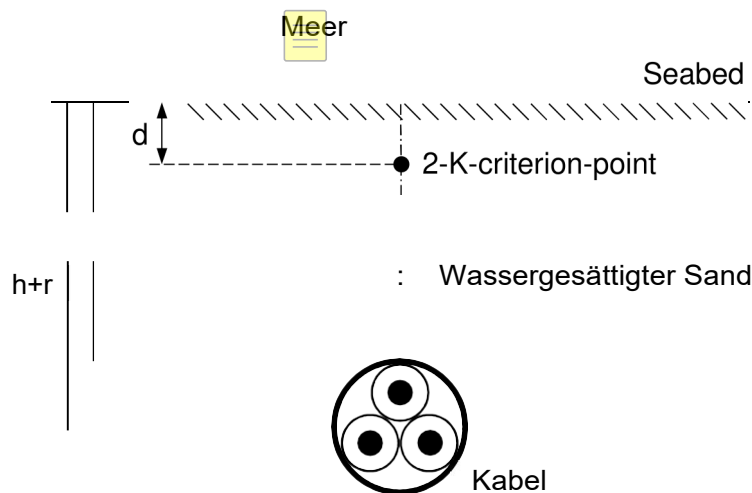 Meer
Seabed
d
2-K-criterion-point
h+r
: Wassergesättigter Sand
Kabel